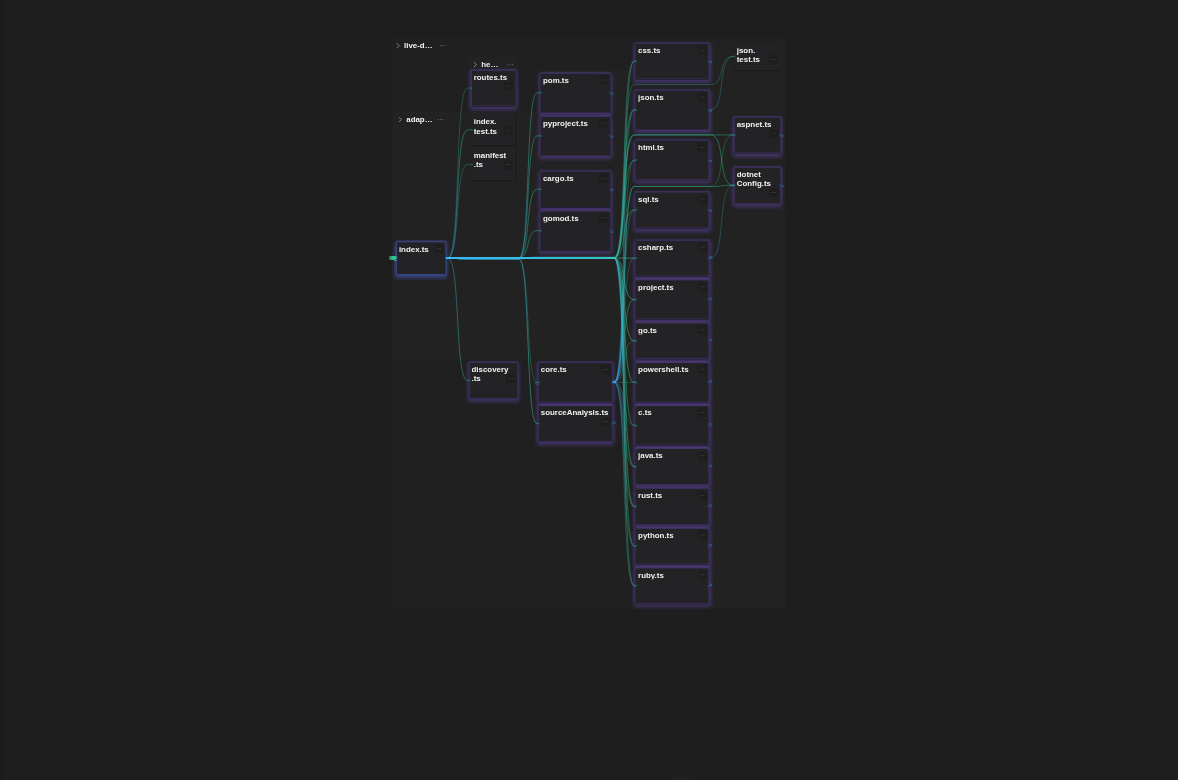 live-d…
adap…
index.ts
he…
routes.ts
index.
test.ts
manifest
.ts
discovery
.ts
pom.ts
pyproject.ts
cargo.ts
gomod.ts
core.ts
sourceAnalysis.ts
css.ts
json.ts
html.ts
sql.ts
csharp.ts
project.ts
go.ts
powershell.ts
c.ts
java.ts
rust.ts
python.ts
ruby.ts
json.
test.ts
aspnet.ts
dotnet
Config.ts